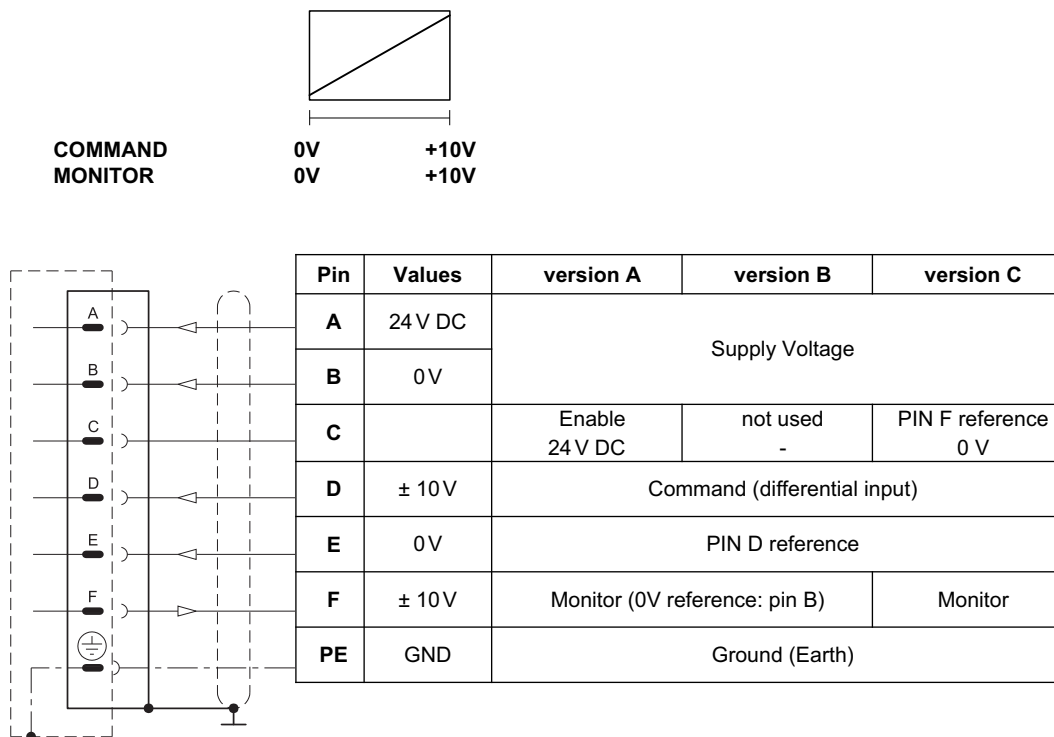 COMMAND 0V +10V
MONITOR 0V +10V
Pin Values version A version B version C
A 24 V DC Supply Voltage
B 0 V
C Enable 24 V DC not used - PIN F reference 0 V
D ± 10 V Command (differential input)
E 0 V PIN D reference
F ± 10 V Monitor (0V reference: pin B) Monitor
PE GND Ground (Earth)
A
B
C
D
E
F